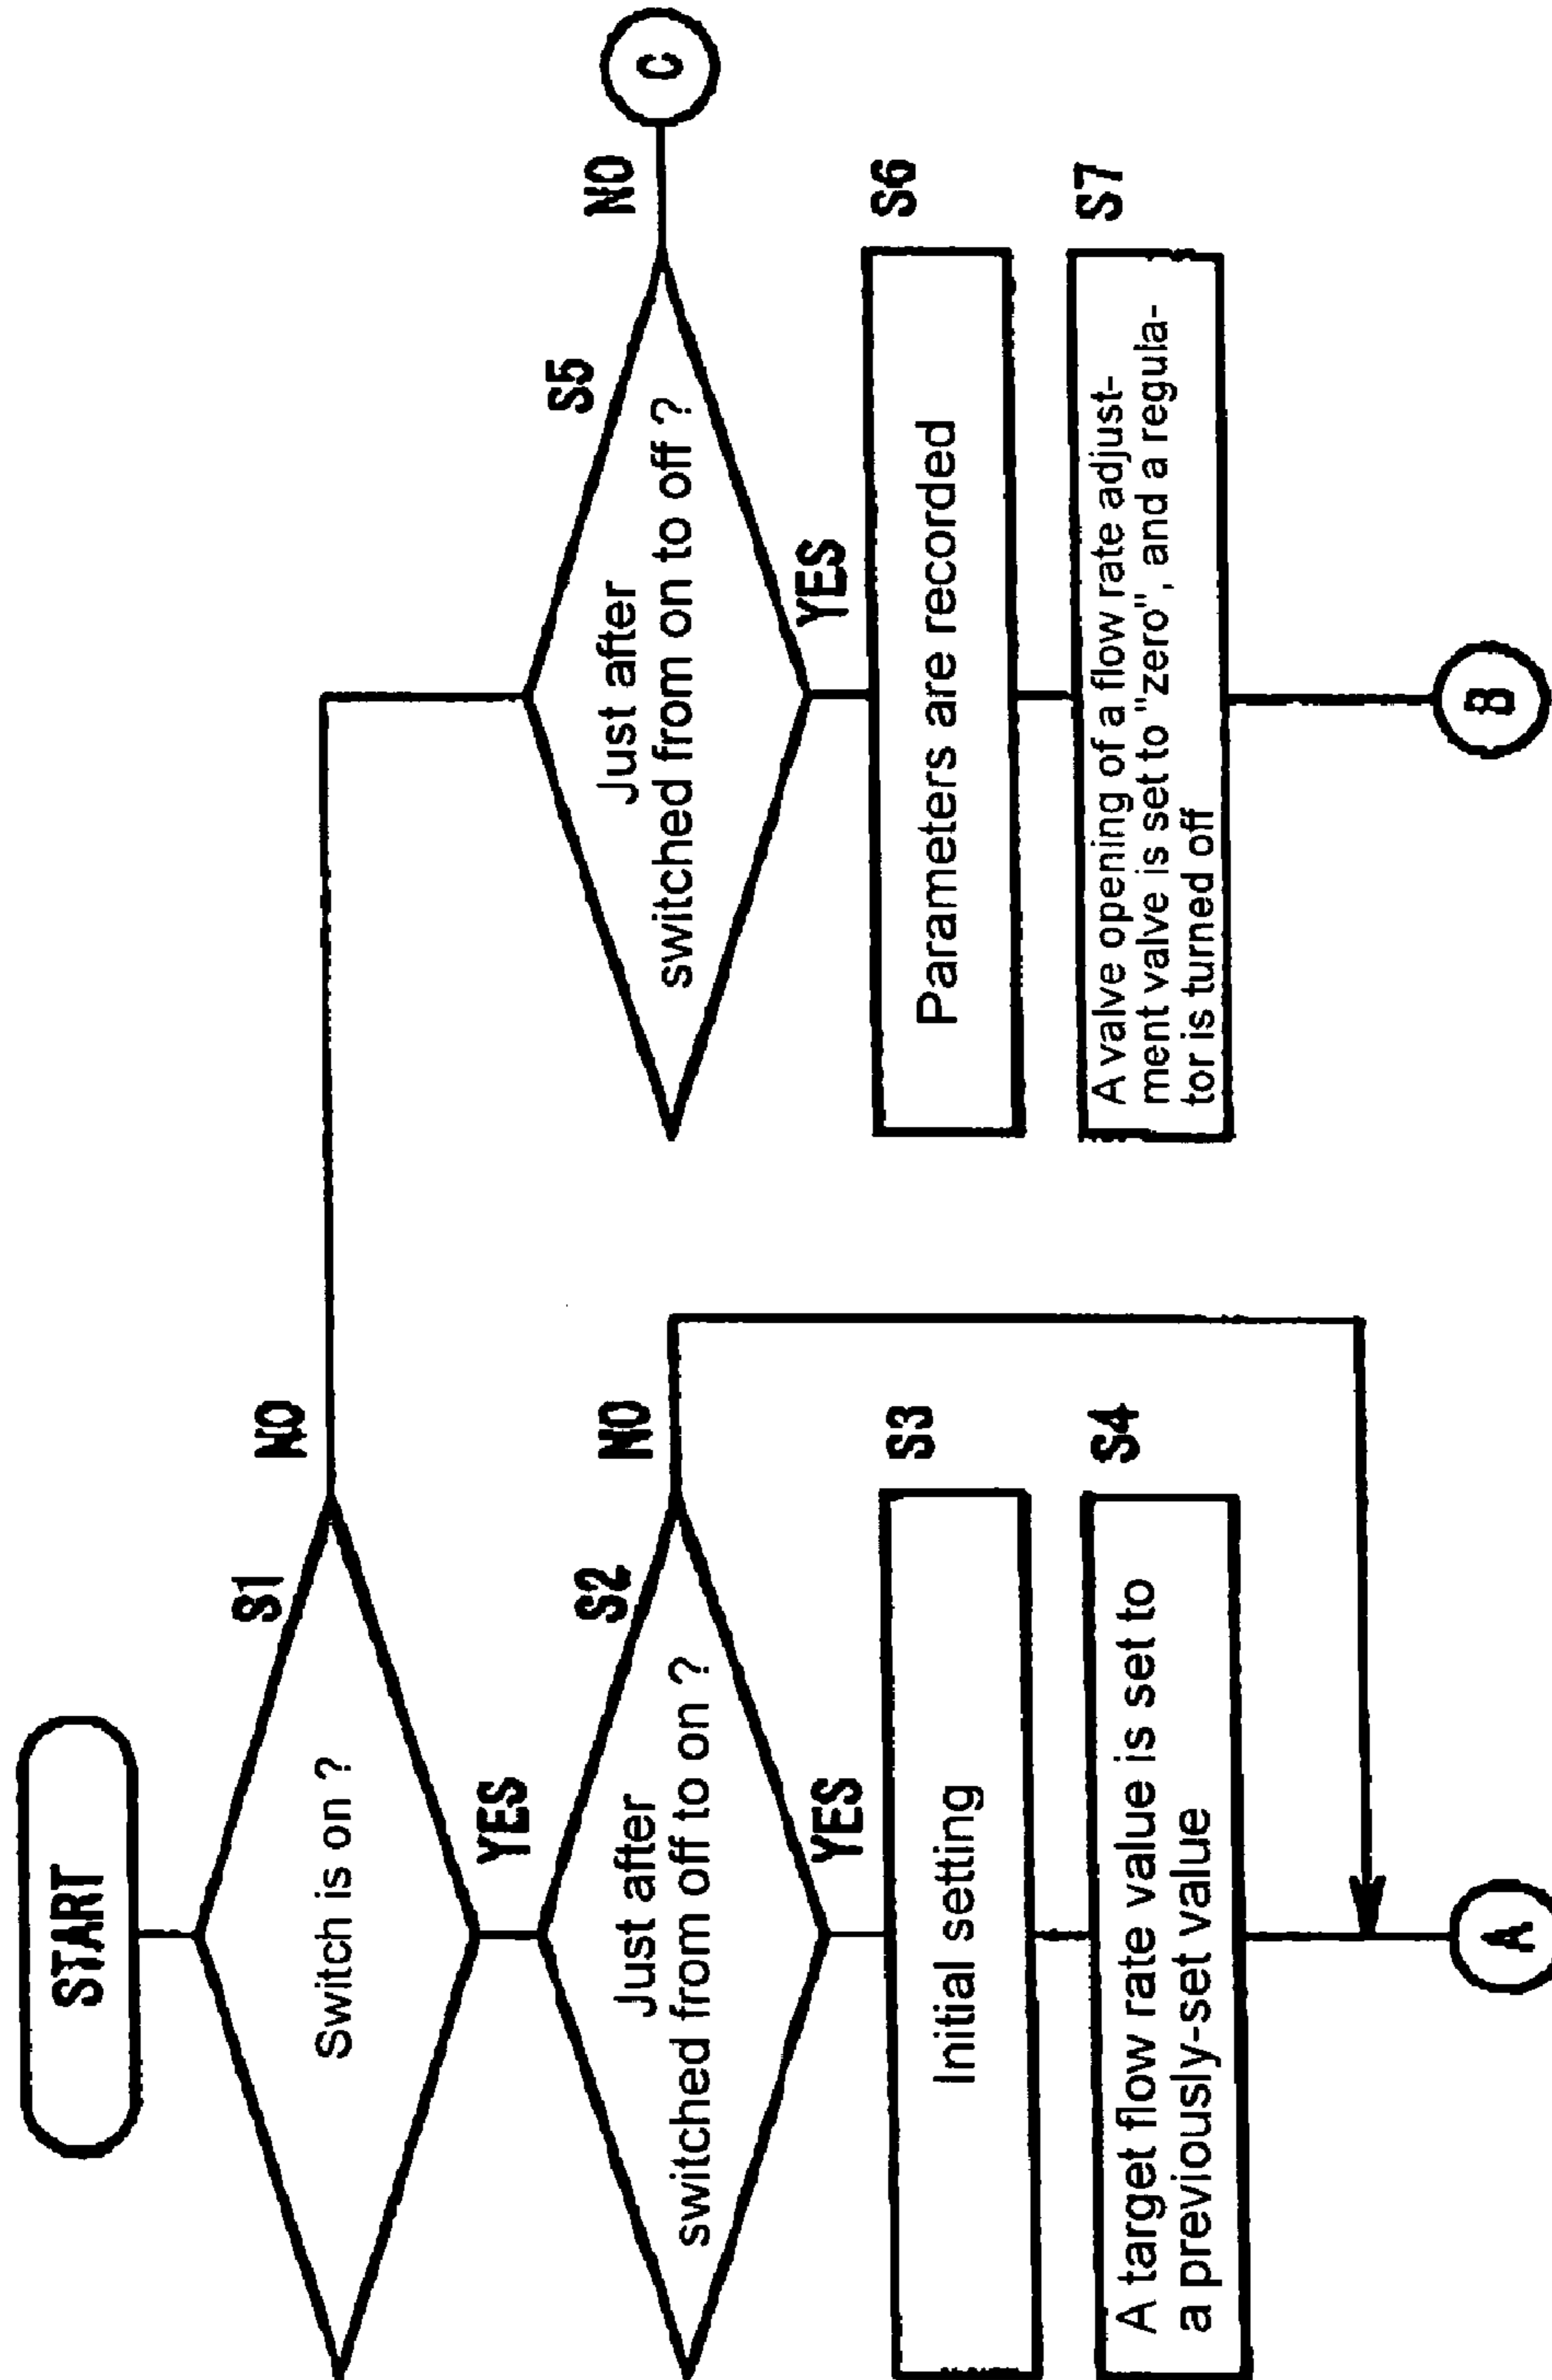 START
S1
Switch is on ?
NO
YES
S2
Just after
switched from off to on ?
NO
YES
S3
Initial setting
S4
A target flow rate value is set to
a previously-set value
A
S5
Just after
switched from on to off ?
NO
C
YES
S6
Parameters are recorded
S7
A valve opening of a flow rate adjust-
ment valve is set to "zero", and a regula-
tor is turned off
B